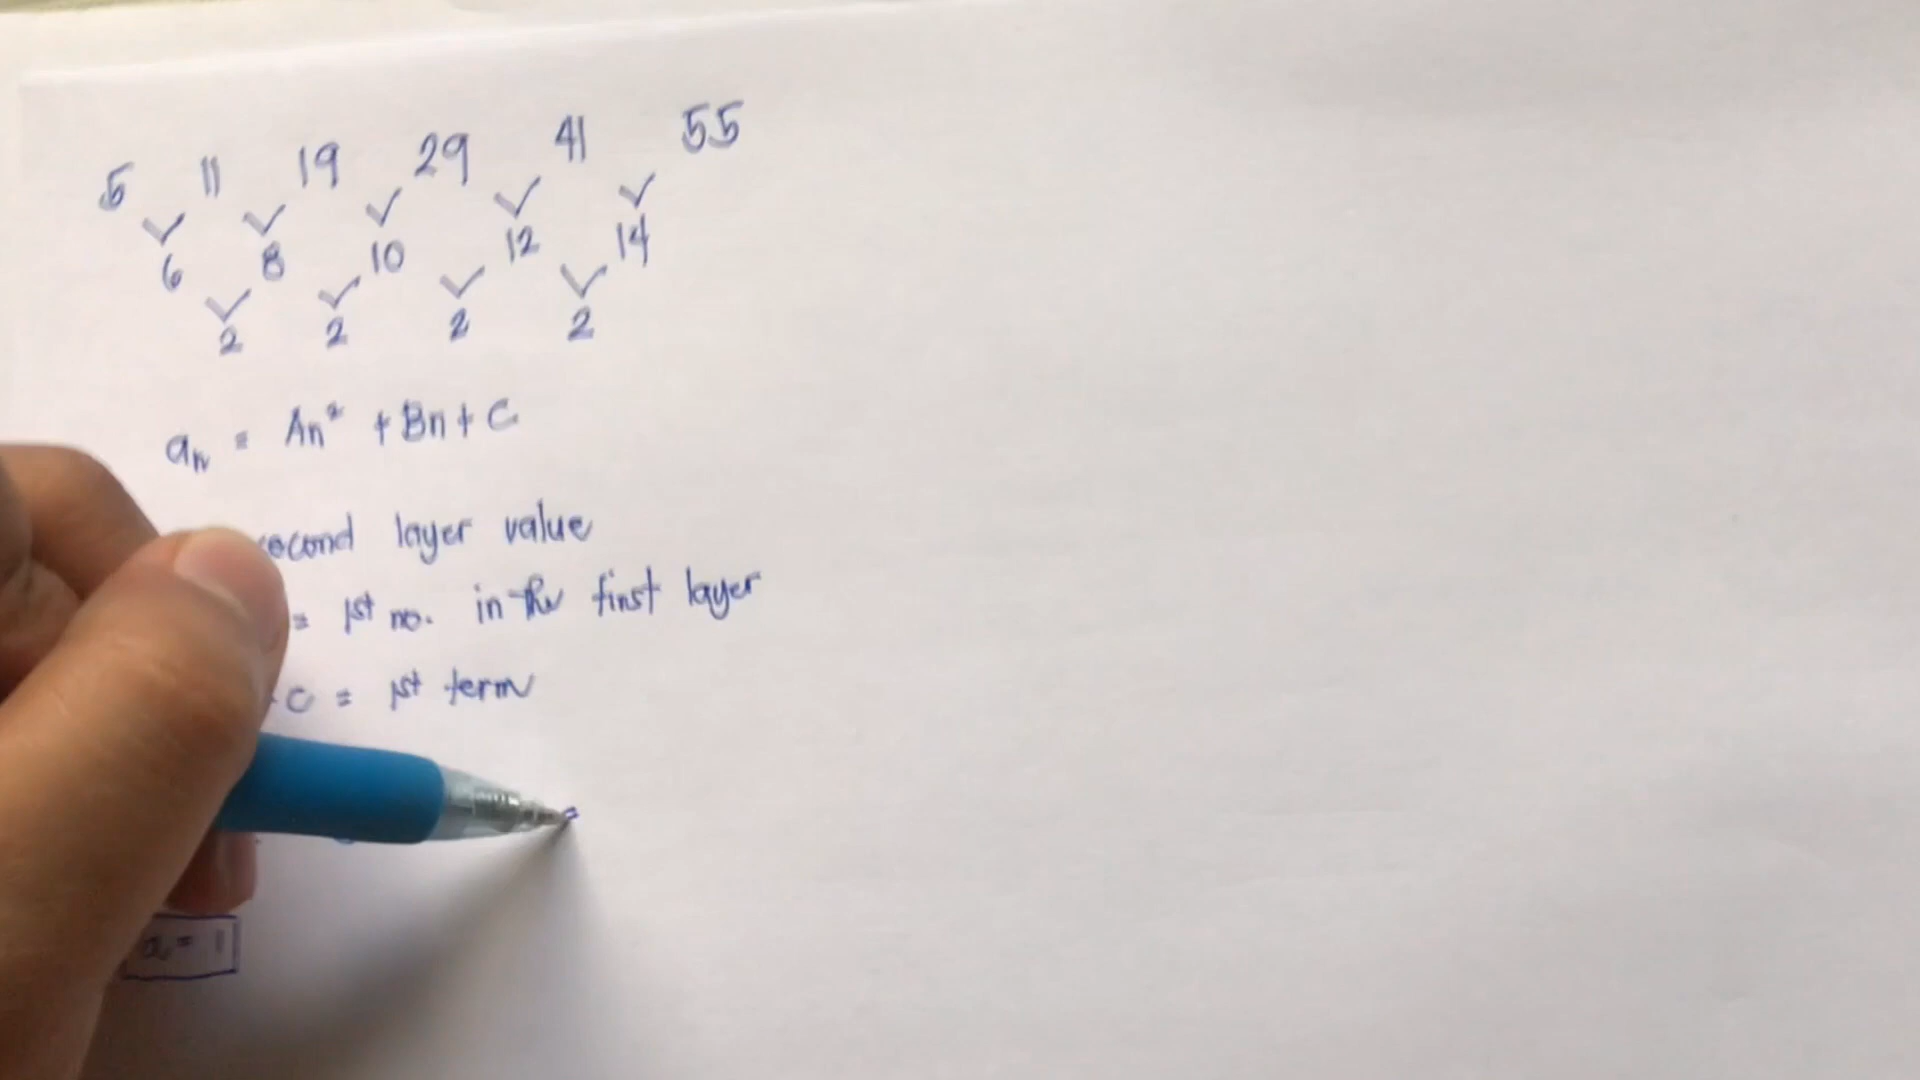 5 11 19 29 41 55
6 8 10 12 14
2 2 2 2
an = An² + Bn + C
second layer value
= 1st no. in the first layer
C = 1st term
=
a = 1